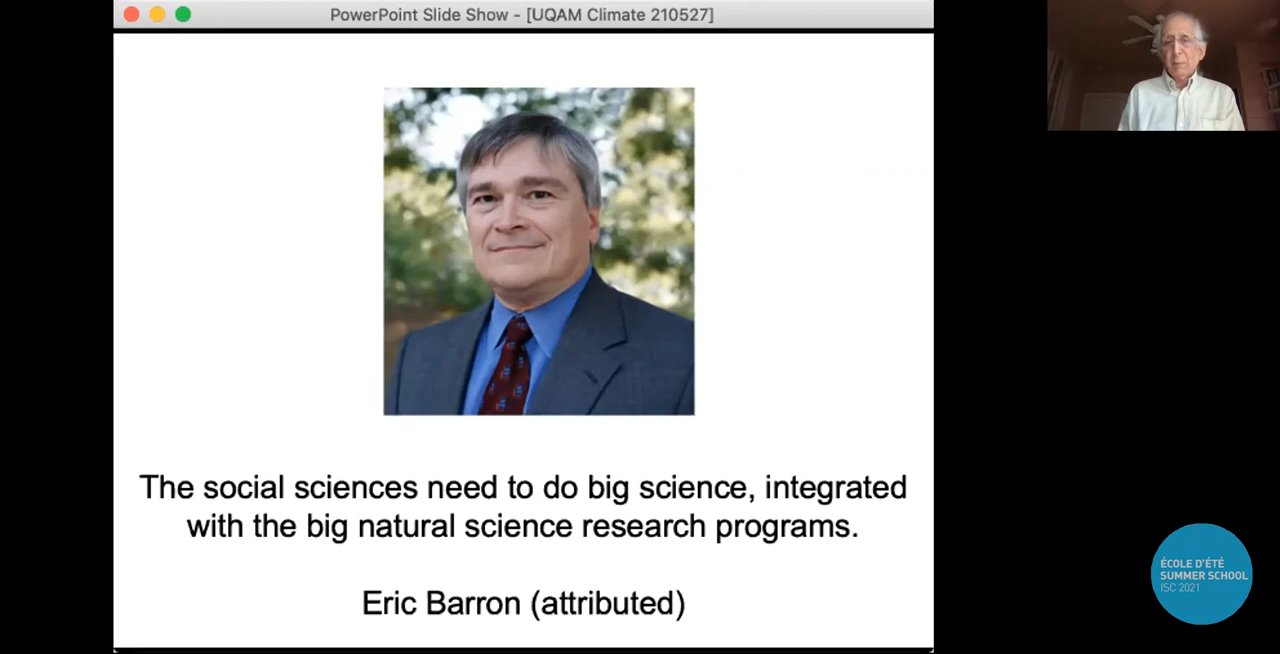 PowerPoint Slide Show - [UQAM Climate 210527]
The social sciences need to do big science, integrated
with the big natural science research programs.
Eric Barron (attributed)
ÉCOLE D'ÉTÉ
SUMMER SCHOOL
ISC 2021